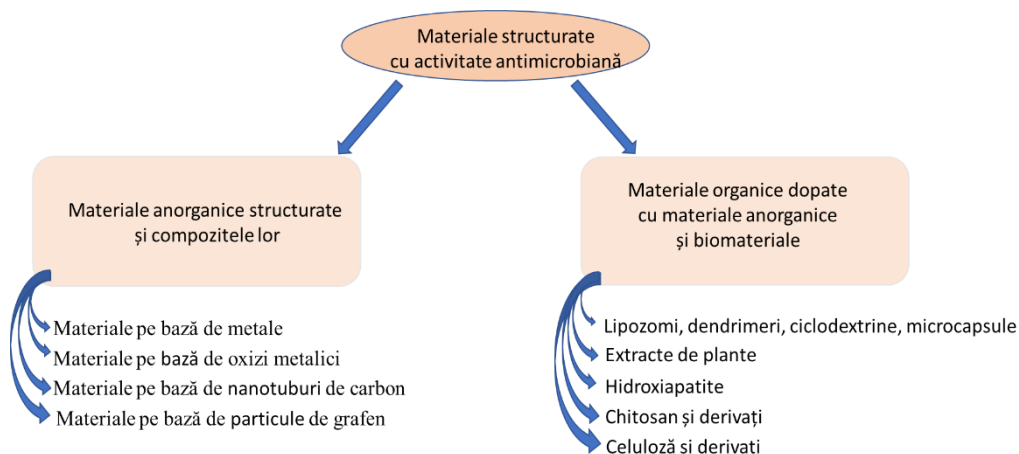 Materiale structurate
cu activitate antimicrobiană
Materiale anorganice structurate
și compozitele lor
Materiale pe bază de metale
Materiale pe bază de oxizi metalici
Materiale pe bază de nanotuburi de carbon
Materiale pe bază de particule de grafen
Materiale organice dopate
cu materiale anorganice
și biomateriale
Lipozomi, dendrimeri, ciclodextrine, microcapsule
Extracte de plante
Hidroxiapatite
Chitosan și derivați
Celuloză si derivati